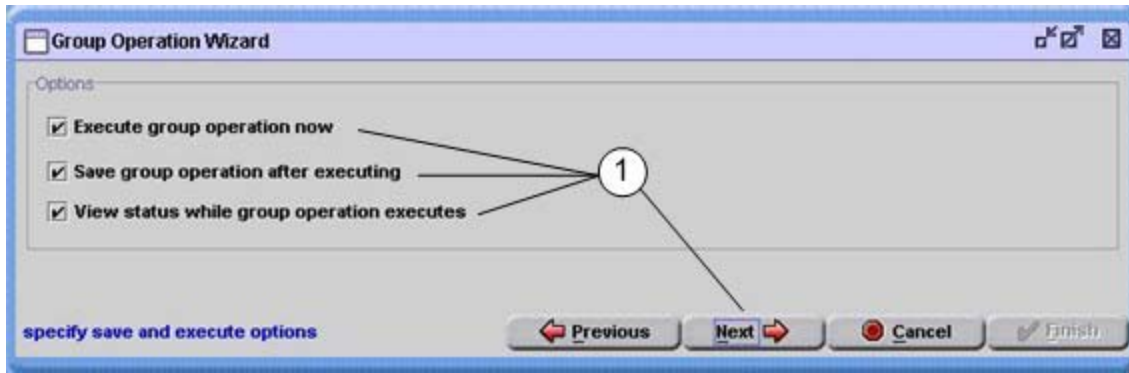 Group Operation Wizard
Options
Execute group operation now
Save group operation after executing
1
View status while group operation executes
specify save and execute options
Previous
Next
Cancel
Finish